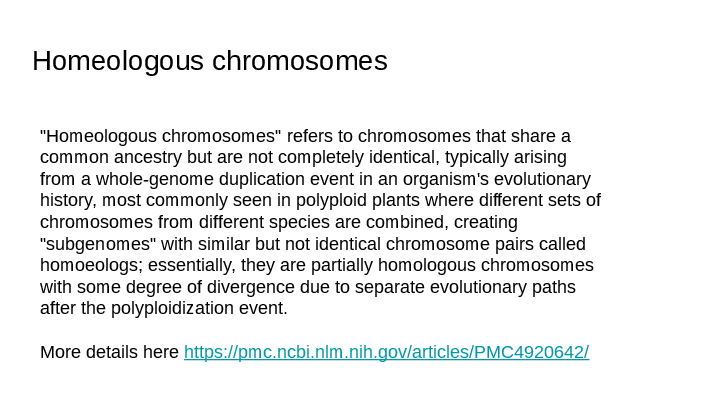 Homeologous chromosomes
"Homeologous chromosomes" refers to chromosomes that share a
common ancestry but are not completely identical, typically arising
from a whole-genome duplication event in an organism's evolutionary
history, most commonly seen in polyploid plants where different sets of
chromosomes from different species are combined, creating
"subgenomes" with similar but not identical chromosome pairs called
homoeologs; essentially, they are partially homologous chromosomes
with some degree of divergence due to separate evolutionary paths
after the polyploidization event.
More details here https://pmc.ncbi.nlm.nih.gov/articles/PMC4920642/